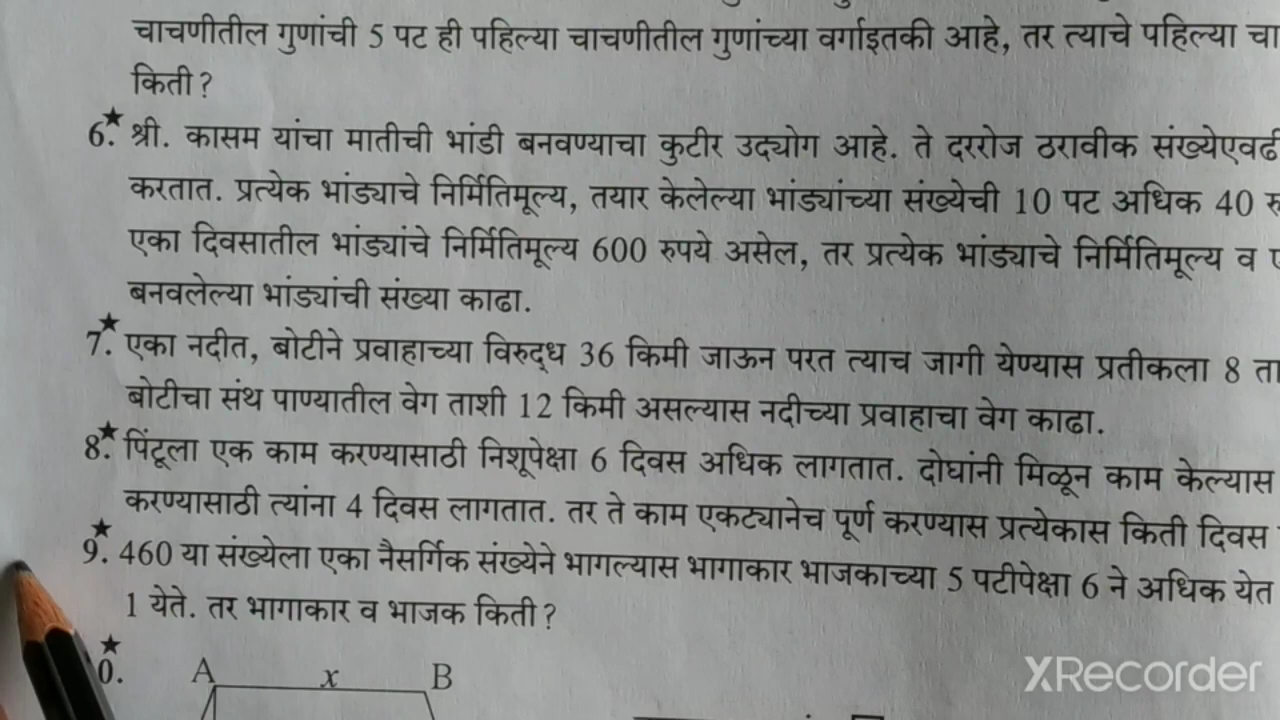 चाचणीतील गुणांची 5 पट ही पहिल्या चाचणीतील गुणांच्या वर्गाइतकी आहे, तर त्याचे पहिल्या चा
किती?
6.★ श्री. कासम यांचा मातीची भांडी बनवण्याचा कुटीर उद्योग आहे. ते दररोज ठरावीक संख्येएवढी
करतात. प्रत्येक भांड्याचे निर्मितिमूल्य, तयार केलेल्या भांड्यांच्या संख्येची 10 पट अधिक 40 रु
एका दिवसातील भांड्यांचे निर्मितिमूल्य 600 रुपये असेल, तर प्रत्येक भांड्याचे निर्मितिमूल्य व
बनवलेल्या भांड्यांची संख्या काढा.
7.★ एका नदीत, बोटीने प्रवाहाच्या विरुद्ध 36 किमी जाऊन परत त्याच जागी येण्यास प्रतीकला 8 ता
बोटीचा संथ पाण्यातील वेग ताशी 12 किमी असल्यास नदीच्या प्रवाहाचा वेग काढा.
8.★ पिंटूला एक काम करण्यासाठी निशूपेक्षा 6 दिवस अधिक लागतात. दोघांनी मिळून काम केल्यास
करण्यासाठी त्यांना 4 दिवस लागतात. तर ते काम एकट्यानेच पूर्ण करण्यास प्रत्येकास किती दिवस
9.★ 460 या संख्येला एका नैसर्गिक संख्येने भागल्यास भागाकार भाजकाच्या 5 पटीपेक्षा 6 ने अधिक येत
1 येते. तर भागाकार व भाजक किती?
★0. A x B
XRecorder